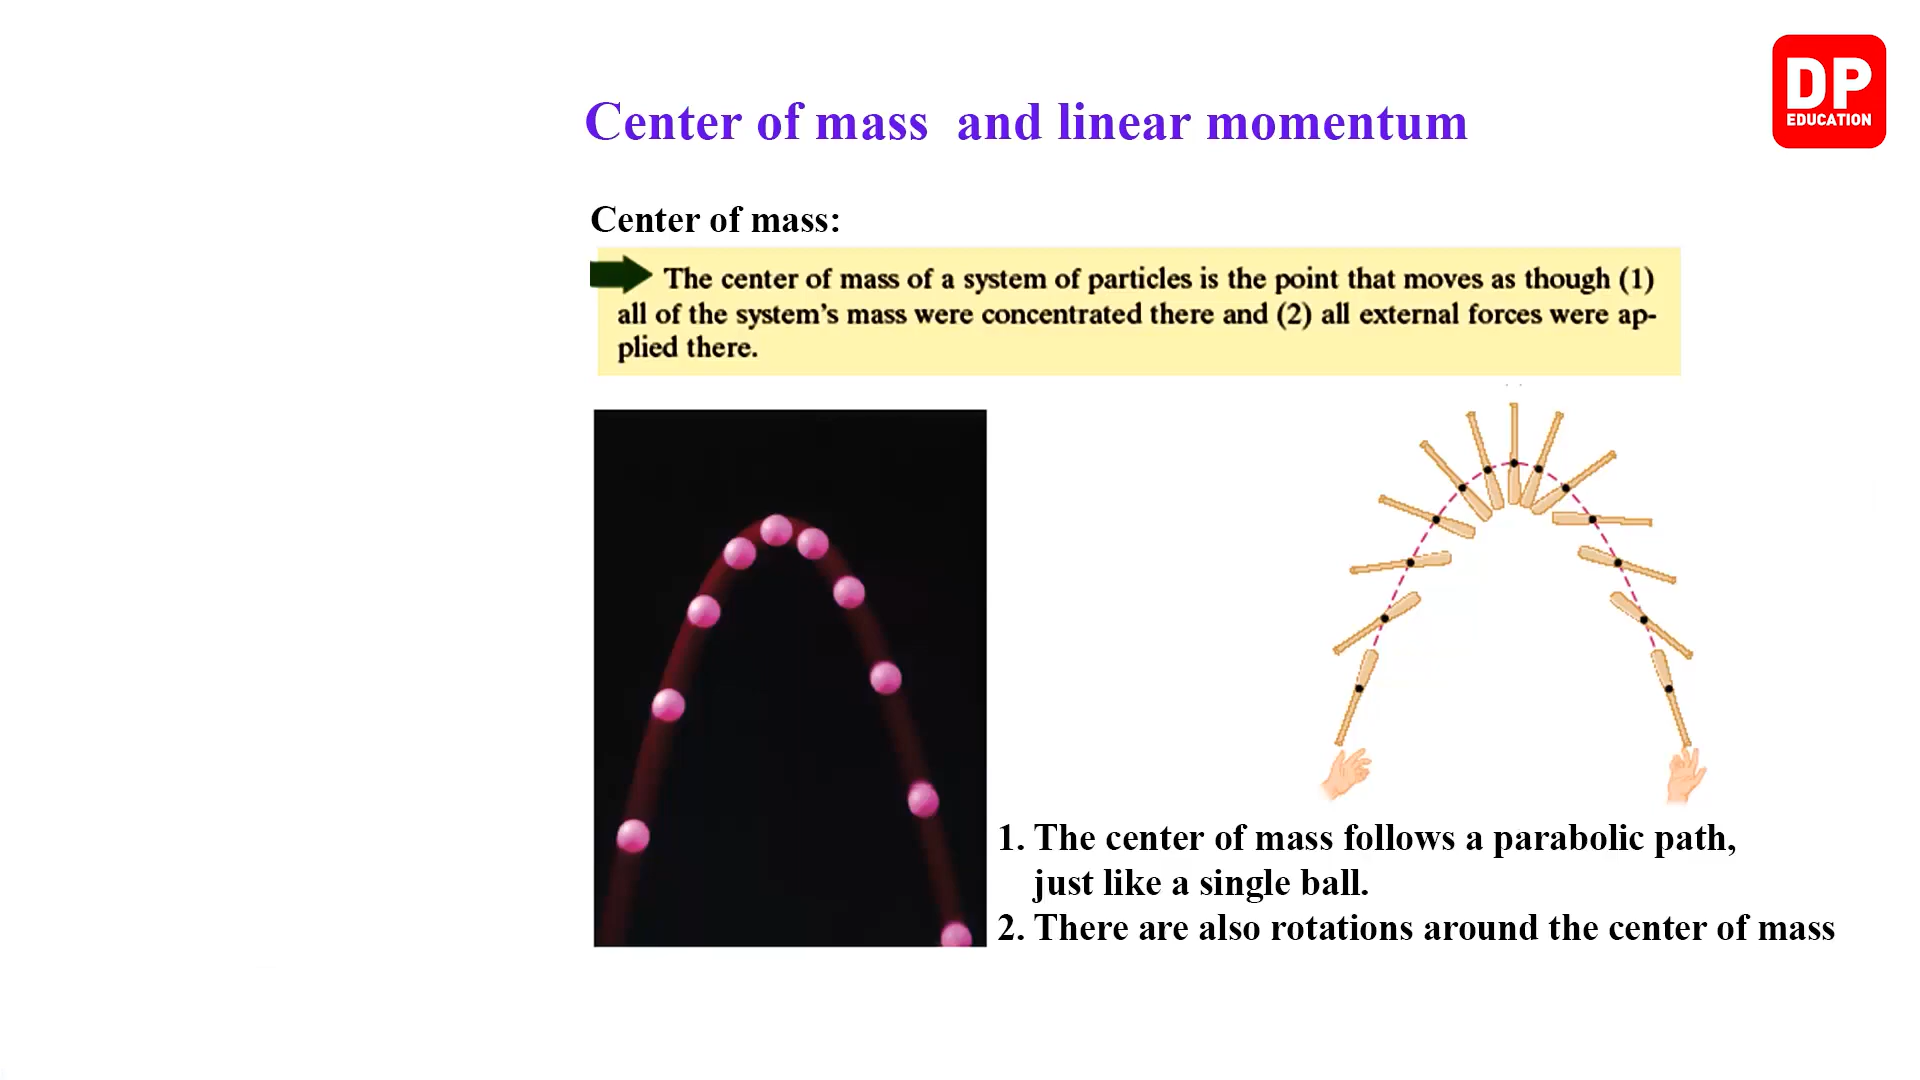 DP
EDUCATION
Center of mass and linear momentum
Center of mass:
The center of mass of a system of particles is the point that moves as though (1)
all of the system's mass were concentrated there and (2) all external forces were ap-
plied there.
1. The center of mass follows a parabolic path,
just like a single ball.
2. There are also rotations around the center of mass